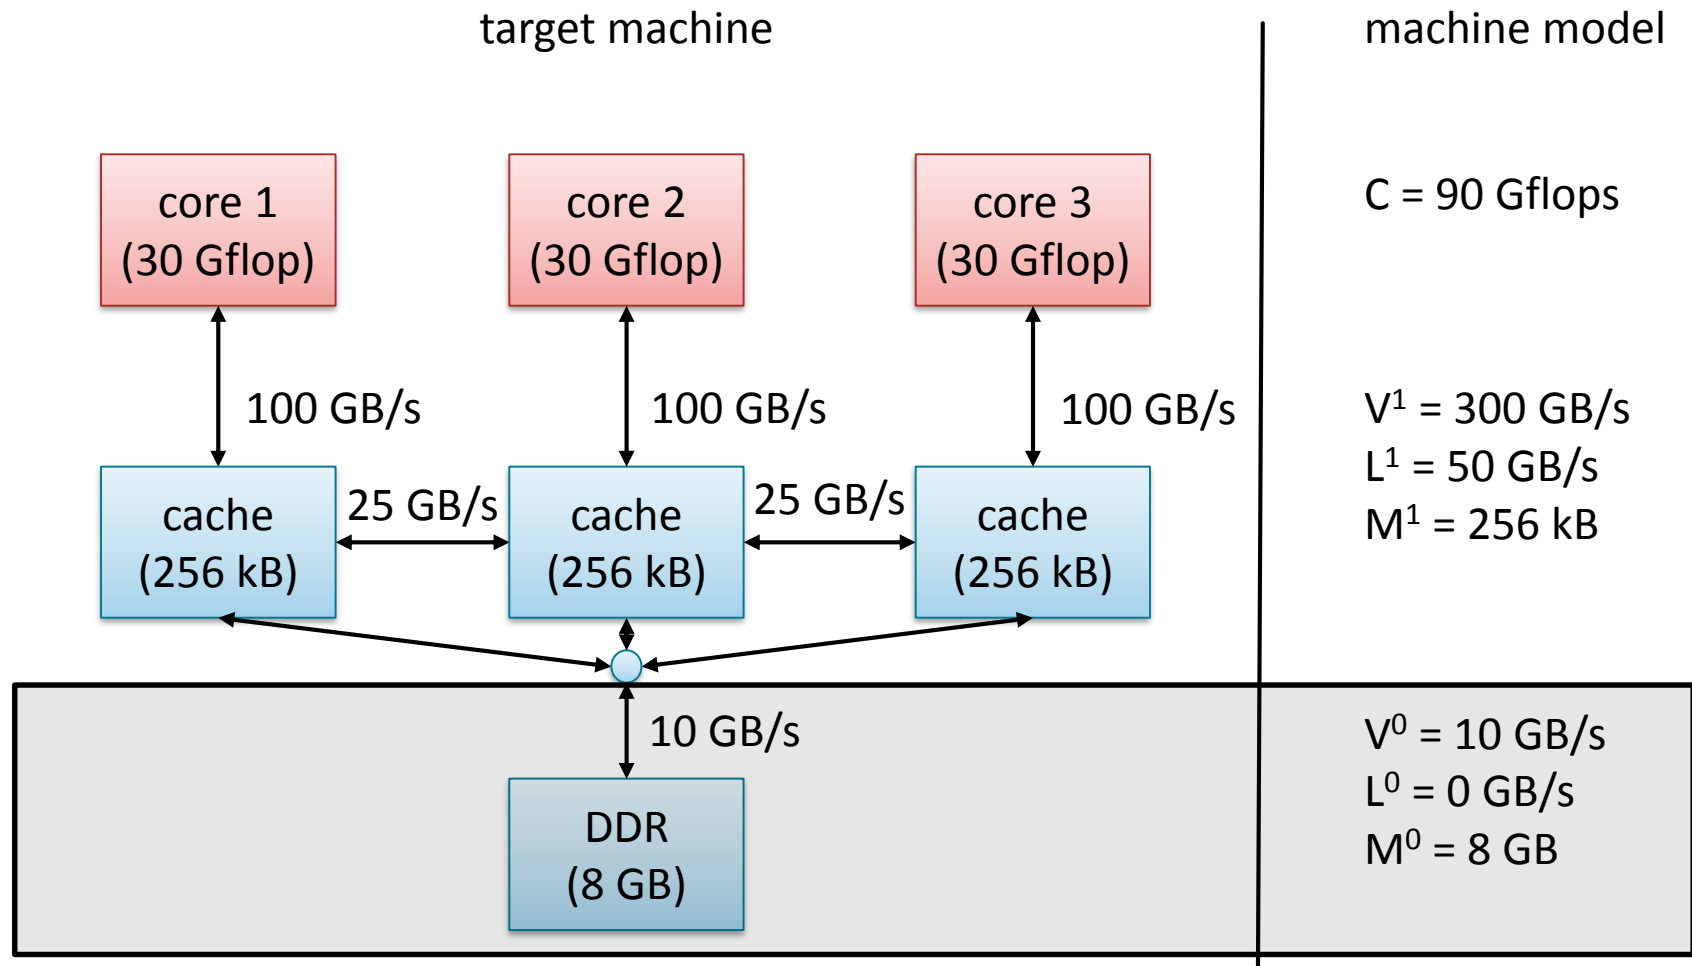 target machine
machine model
core 1
(30 Gflop)
core 2
(30 Gflop)
core 3
(30 Gflop)
C = 90 Gflops
100 GB/s
100 GB/s
100 GB/s
V¹ = 300 GB/s
L¹ = 50 GB/s
M¹ = 256 kB
cache
(256 kB)
25 GB/s
cache
(256 kB)
25 GB/s
cache
(256 kB)
10 GB/s
DDR
(8 GB)
V⁰ = 10 GB/s
L⁰ = 0 GB/s
M⁰ = 8 GB